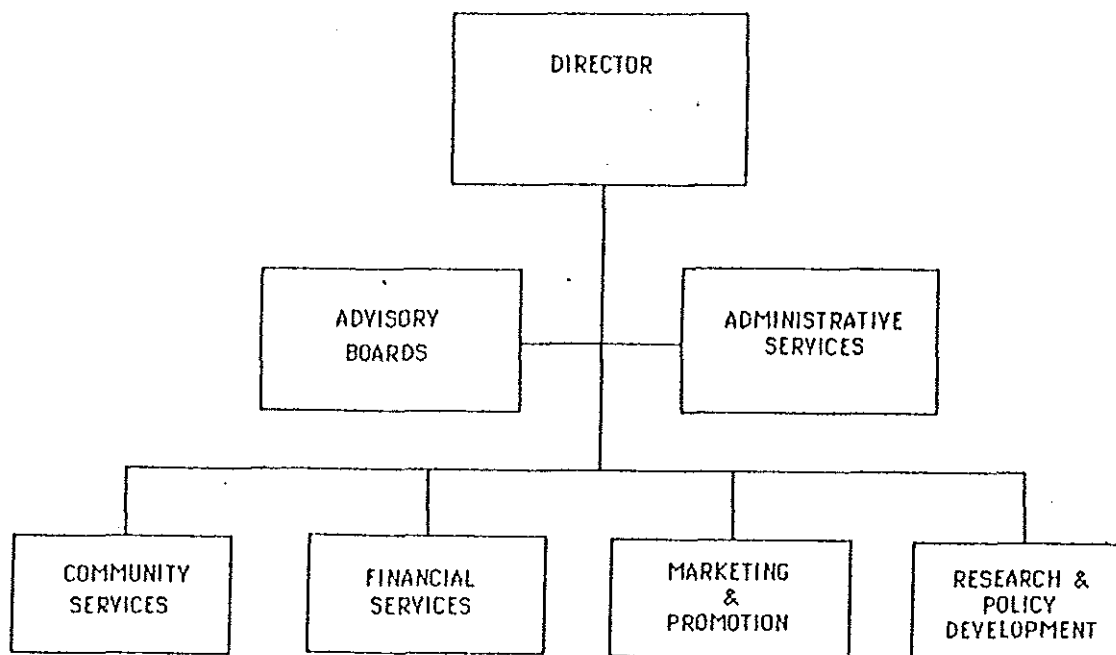 DIRECTOR
ADVISORY
BOARDS
ADMINISTRATIVE
SERVICES
COMMUNITY
SERVICES
FINANCIAL
SERVICES
MARKETING
&
PROMOTION
RESEARCH &
POLICY
DEVELOPMENT